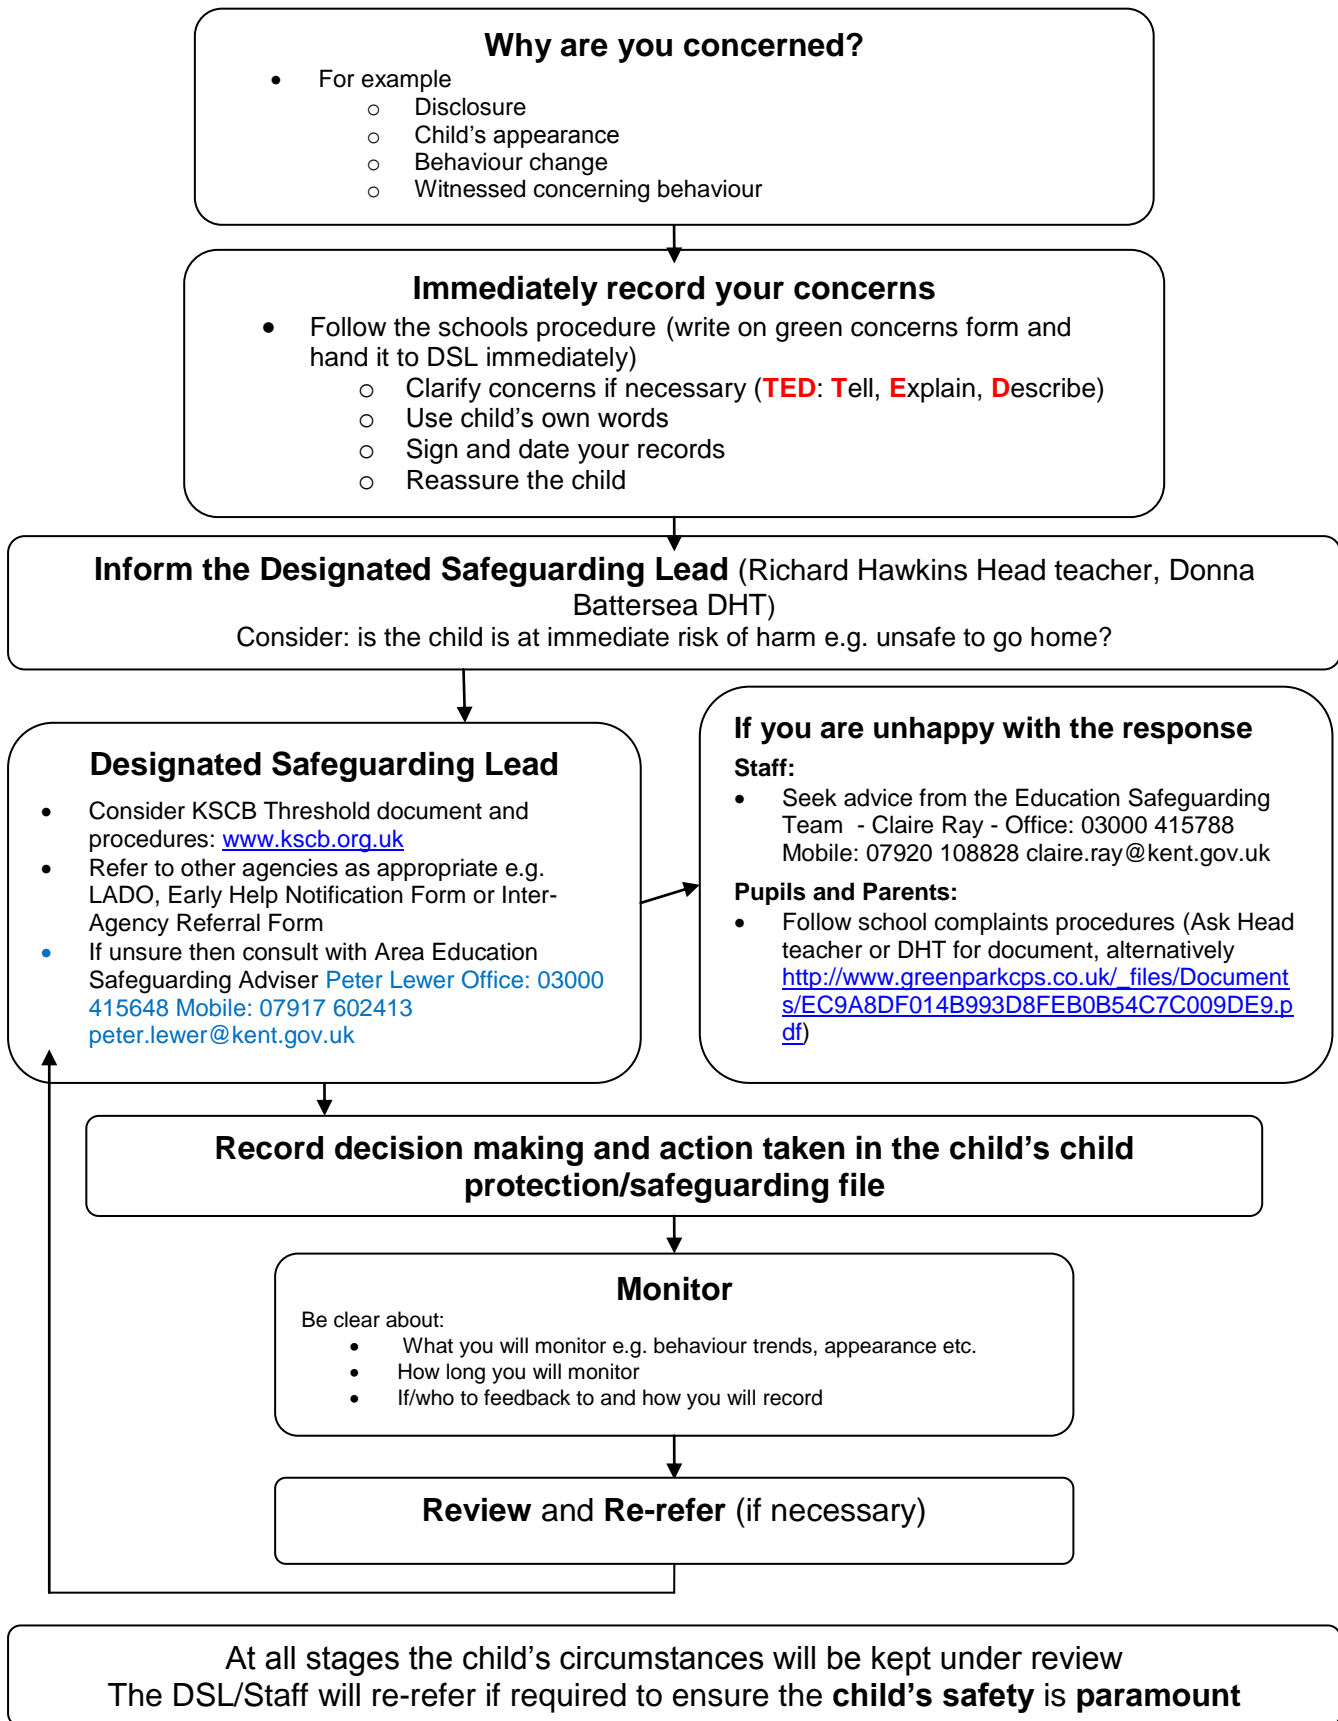 Why are you concerned?
• For example
o Disclosure
o Child's appearance
o Behaviour change
o Witnessed concerning behaviour
Immediately record your concerns
• Follow the schools procedure (write on green concerns form and
hand it to DSL immediately)
o Clarify concerns if necessary (TED: Tell, Explain, Describe)
o Use child's own words
o Sign and date your records
o Reassure the child
Inform the Designated Safeguarding Lead (Richard Hawkins Head teacher, Donna
Battersea DHT)
Consider: is the child is at immediate risk of harm e.g. unsafe to go home?
Designated Safeguarding Lead
• Consider KSCB Threshold document and
procedures: www.kscb.org.uk
• Refer to other agencies as appropriate e.g.
LADO, Early Help Notification Form or Inter-
Agency Referral Form
• If unsure then consult with Area Education
Safeguarding Adviser Peter Lewer Office: 03000
415648 Mobile: 07917 602413
peter.lewer@kent.gov.uk
If you are unhappy with the response
Staff:
• Seek advice from the Education Safeguarding
Team - Claire Ray - Office: 03000 415788
Mobile: 07920 108828 claire.ray@kent.gov.uk
Pupils and Parents:
• Follow school complaints procedures (Ask Head
teacher or DHT for document, alternatively
http://www.greenparkcps.co.uk/_files/Document
s/EC9A8DF014B993D8FEB0B54C7C009DE9.p
df)
Record decision making and action taken in the child's child
protection/safeguarding file
Monitor
Be clear about:
• What you will monitor e.g. behaviour trends, appearance etc.
• How long you will monitor
• If/who to feedback to and how you will record
Review and Re-refer (if necessary)
At all stages the child's circumstances will be kept under review
The DSL/Staff will re-refer if required to ensure the child's safety is paramount